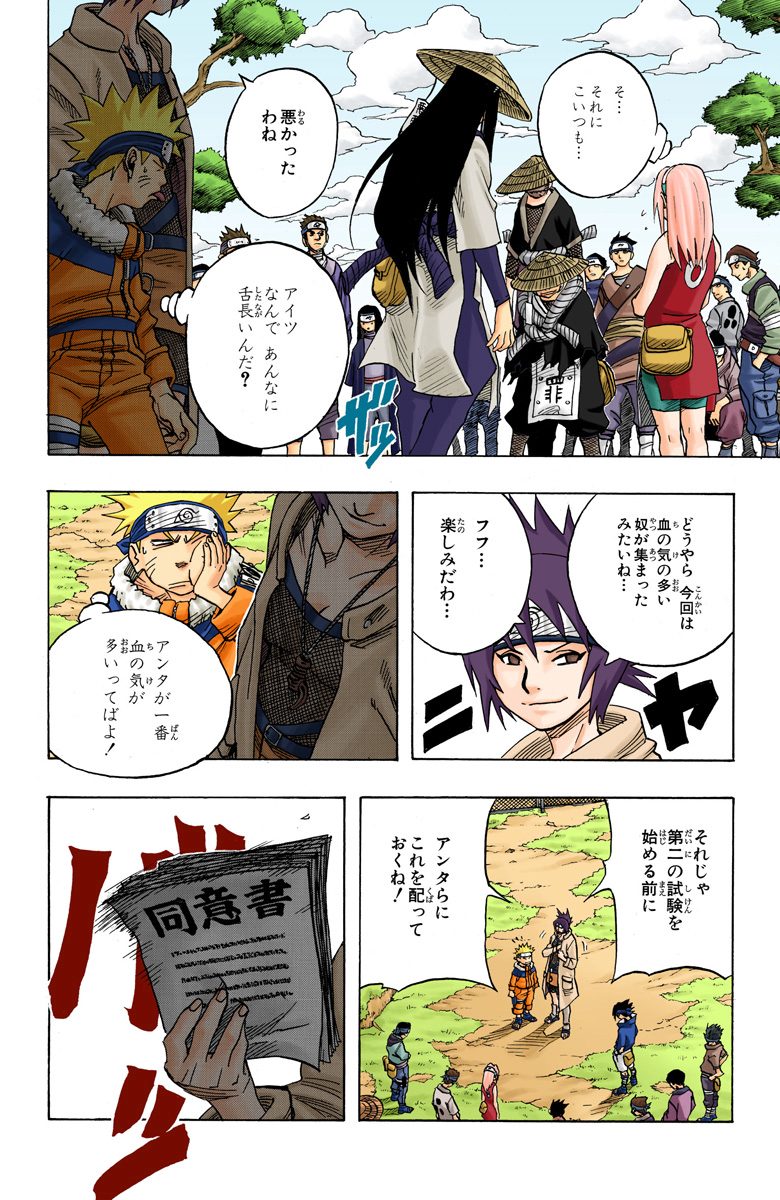 そ…
それに
こいつも…
悪かった
わね
アイツ
なんで あんなに
舌長いんだ？
ザッ
罪
どうやら 今回は
血の気の多い
奴が集まった
みたいね…
フフ…
楽しみだわ…
ニヤ
アンタが一番
血の気が
多いってばよ！
それじゃ
第二の試験を
始める前に
アンタらに
これを配って
おくね！
同意書
バッ